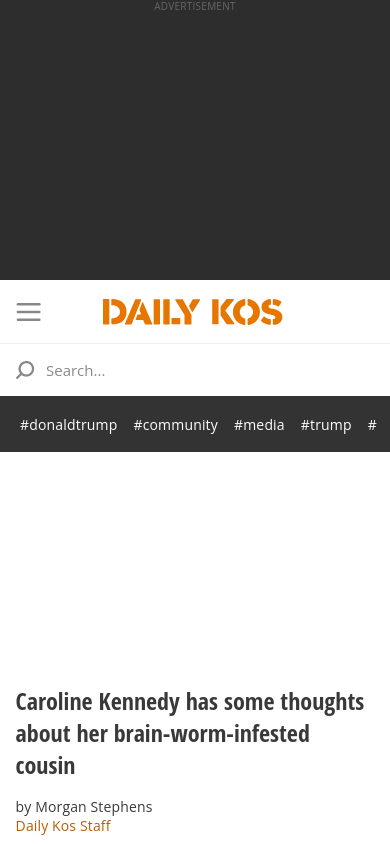 ADVERTISEMENT
DAILY KOS
Search...
#donaldtrump #community #media #trump #
Caroline Kennedy has some thoughts
about her brain-worm-infested
cousin
by Morgan Stephens
Daily Kos Staff